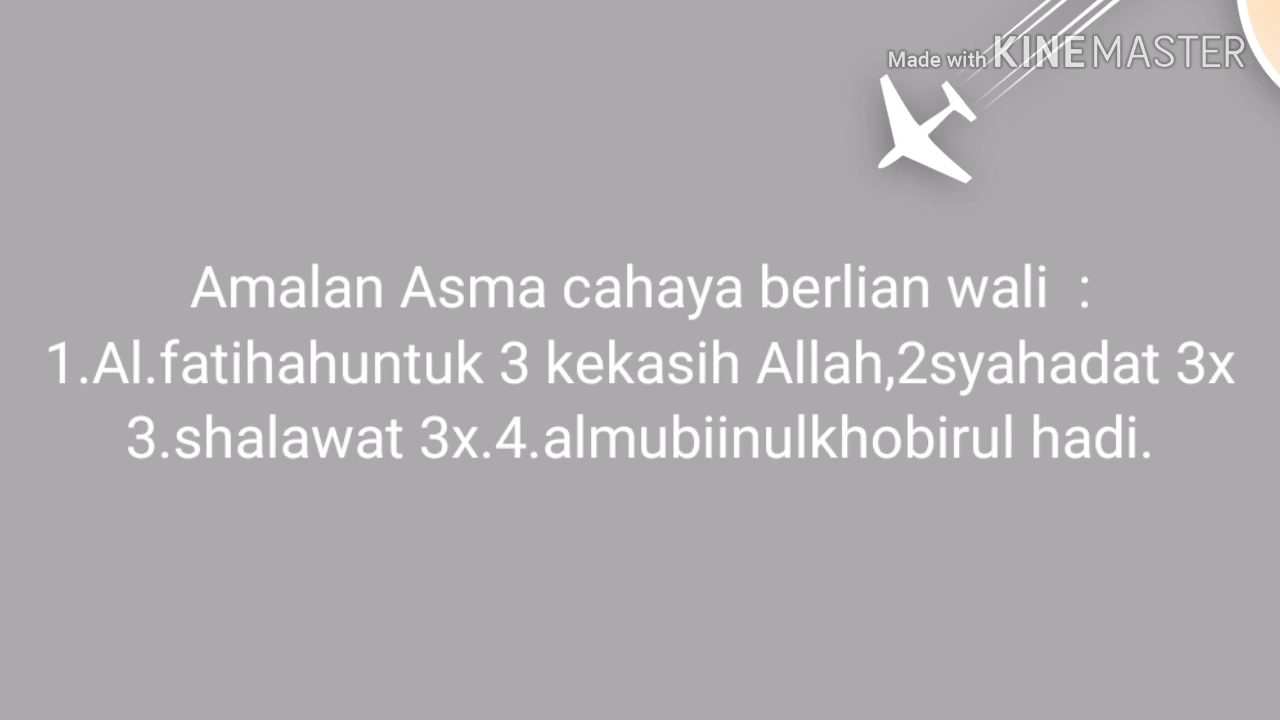 Made with KINEMASTER
Amalan Asma cahaya berlian wali :
1.Al.fatihahuntuk 3 kekasih Allah,2syahadat 3x
3.shalawat 3x.4.almubiinulkhobirul hadi.